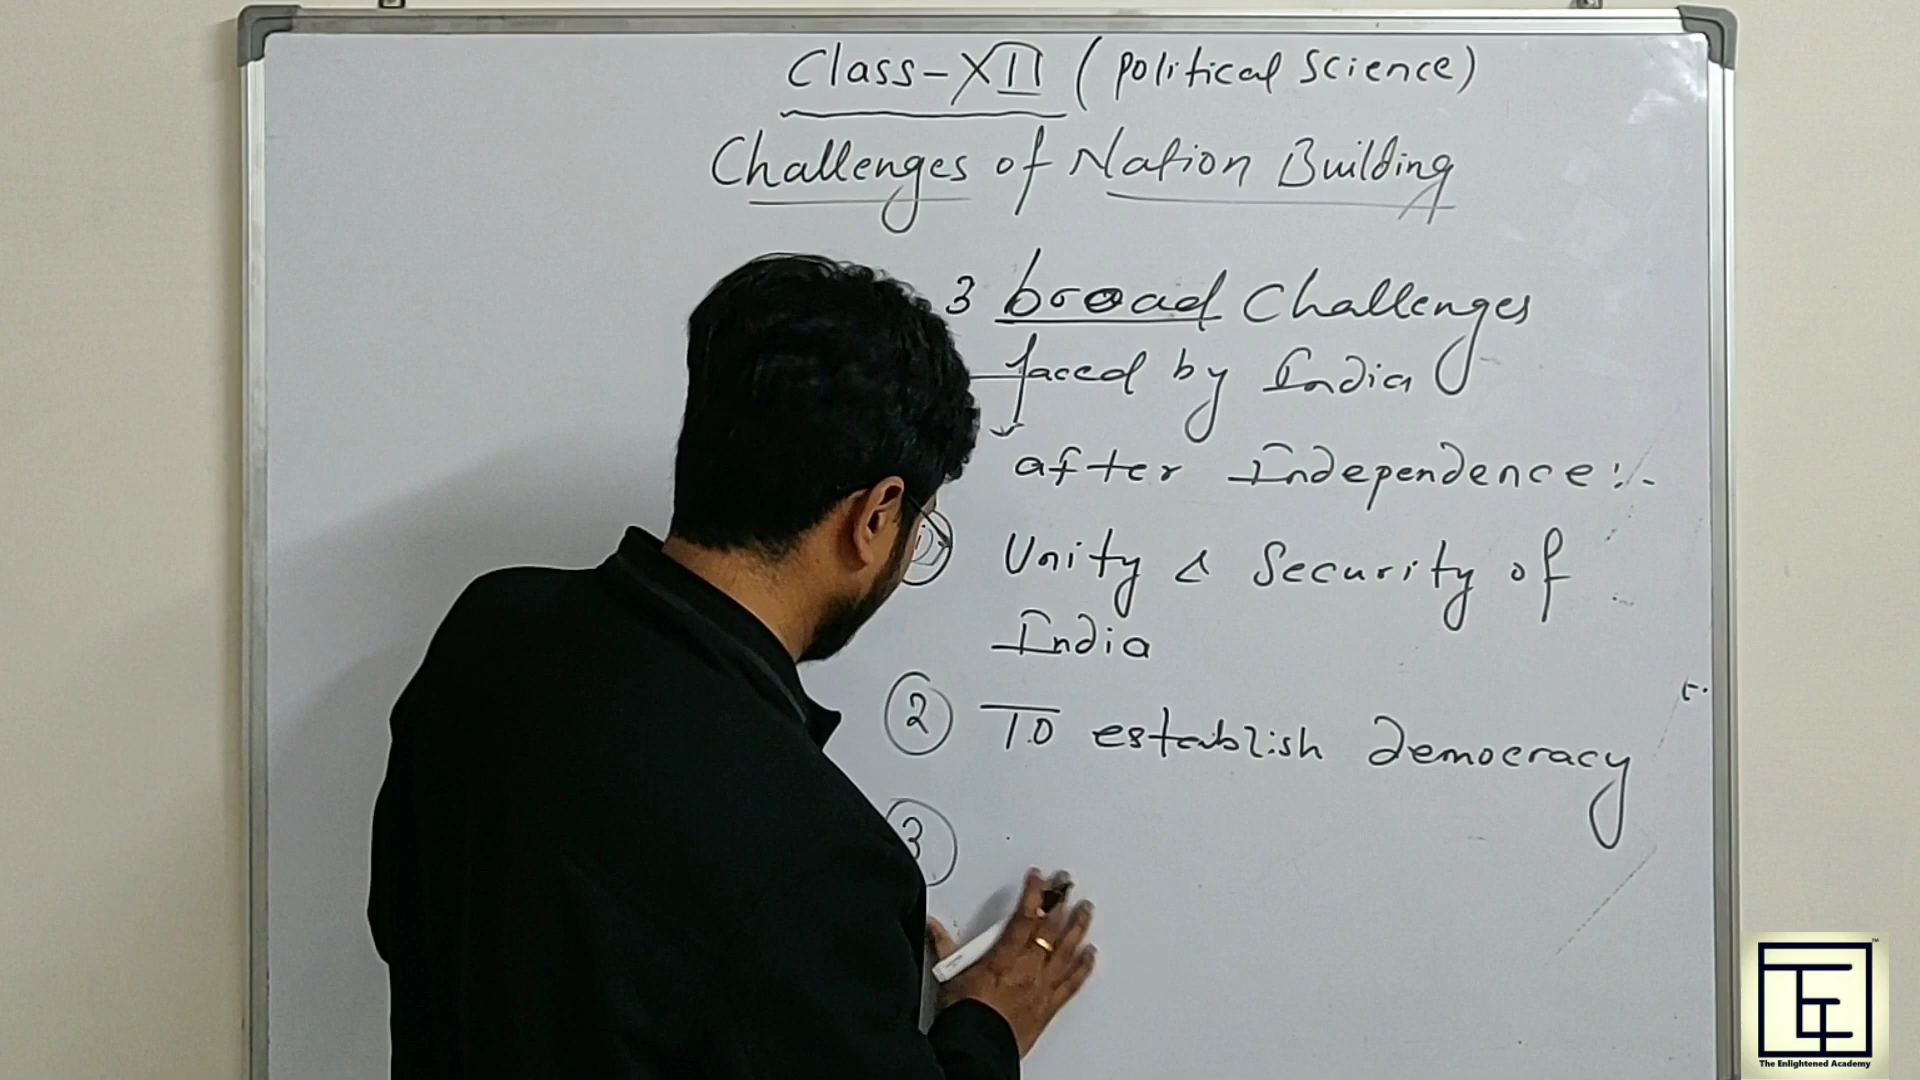 Class-XII (Political Science)
Challenges of Nation Building
3 broad Challenges
faced by India
after Independence:-
1 Unity & Security of
India
2 To establish democracy
3
The Enlightened Academy